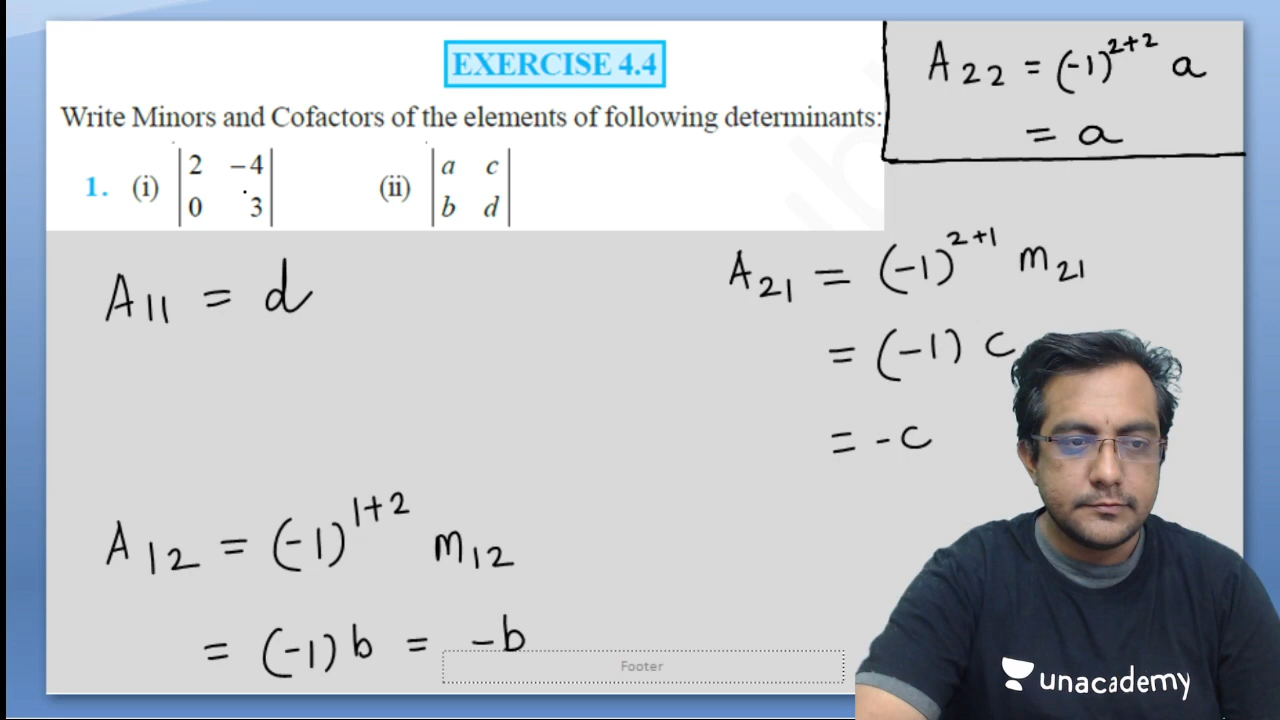 EXERCISE 4.4
Write Minors and Cofactors of the elements of following determinants:
1. (i) |2 −4| (ii) |a c|
|0 3| |b d|
A₂₂ = (-1)²⁺² a
= a
A₁₁ = d
A₂₁ = (-1)²⁺¹ m₂₁
= (-1) c
= -c
A₁₂ = (-1)¹⁺² m₁₂
= (-1) b = -b
Footer
unacademy